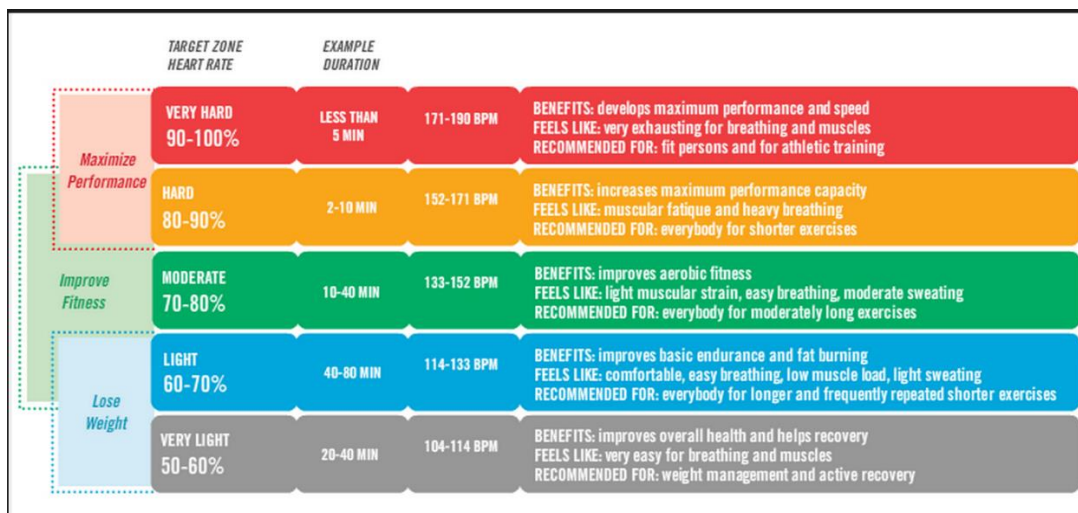 TARGET ZONE
HEART RATE
EXAMPLE
DURATION
Maximize
Performance
Improve
Fitness
Lose
Weight
VERY HARD
90-100%
LESS THAN
5 MIN
171-190 BPM
BENEFITS: develops maximum performance and speed
FEELS LIKE: very exhausting for breathing and muscles
RECOMMENDED FOR: fit persons and for athletic training
HARD
80-90%
2-10 MIN
152-171 BPM
BENEFITS: increases maximum performance capacity
FEELS LIKE: muscular fatique and heavy breathing
RECOMMENDED FOR: everybody for shorter exercises
MODERATE
70-80%
10-40 MIN
133-152 BPM
BENEFITS: improves aerobic fitness
FEELS LIKE: light muscular strain, easy breathing, moderate sweating
RECOMMENDED FOR: everybody for moderately long exercises
LIGHT
60-70%
40-80 MIN
114-133 BPM
BENEFITS: improves basic endurance and fat burning
FEELS LIKE: comfortable, easy breathing, low muscle load, light sweating
RECOMMENDED FOR: everybody for longer and frequently repeated shorter exercises
VERY LIGHT
50-60%
20-40 MIN
104-114 BPM
BENEFITS: improves overall health and helps recovery
FEELS LIKE: very easy for breathing and muscles
RECOMMENDED FOR: weight management and active recovery